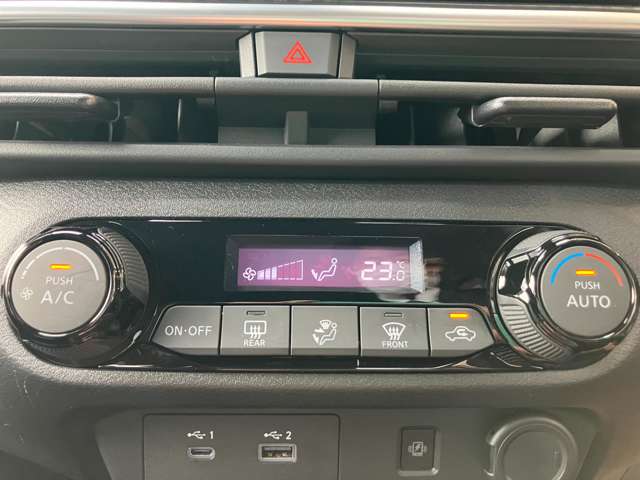 PUSH
A/C
23.0
°C
PUSH
AUTO
ON·OFF
REAR
FRONT
1
2